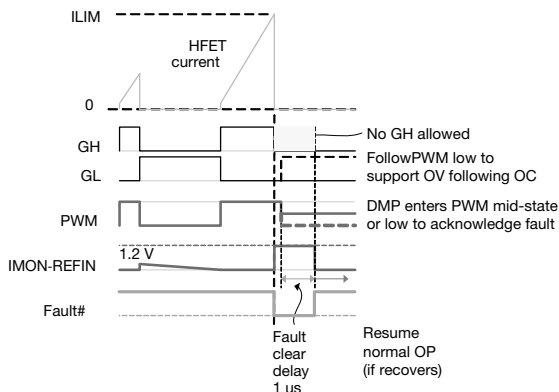 ILIM
HFET
current
0
No GH allowed
GH
FollowPWM low to
support OV following OC
GL
DMP enters PWM mid-state
or low to acknowledge fault
PWM
1.2 V
IMON-REFIN
Fault#
Fault
clear
delay
1 us
Resume
normal OP
(if recovers)